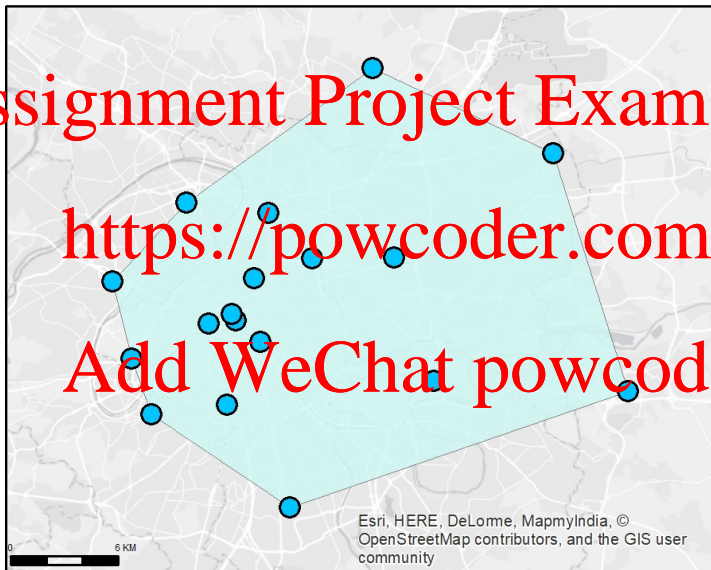 ssignment Project Exam
https://powcoder.com
Add WeChat powcod
Esri, HERE, DeLorme, MapmyIndia, ©
OpenStreetMap contributors, and the GIS user
community
0 6 KM